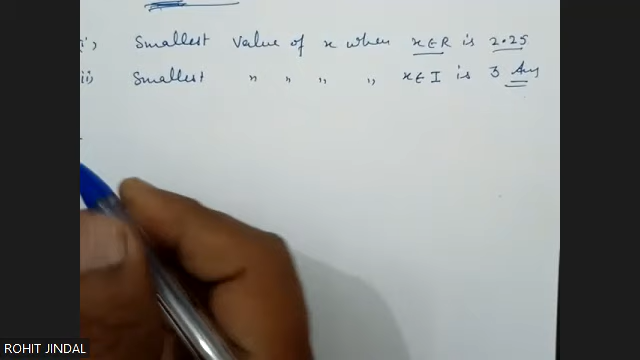 (i) Smallest value of x when x∈R is 2.25
(ii) Smallest " " " " x∈I is 3 Ans
ROHIT JINDAL